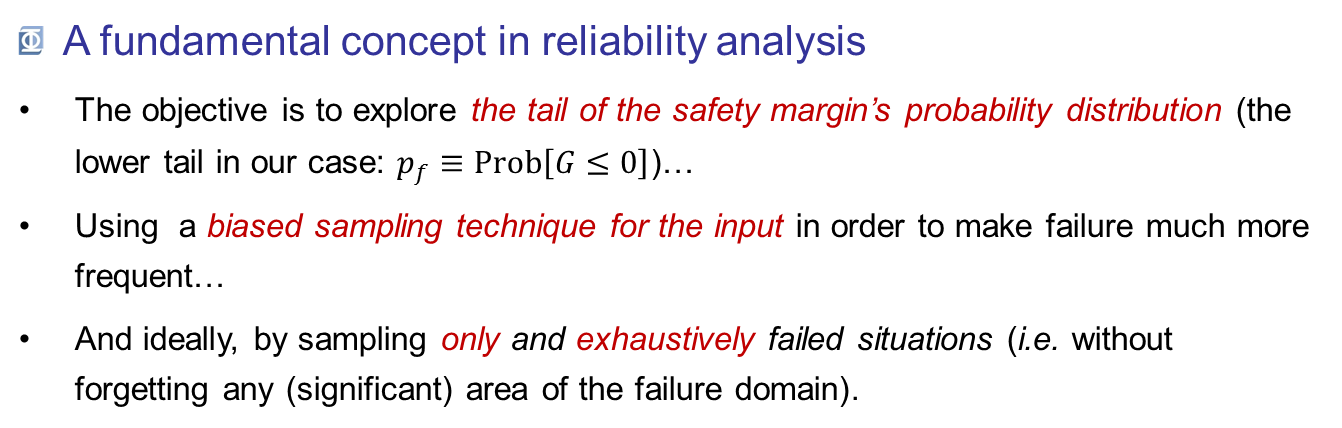 A fundamental concept in reliability analysis
• The objective is to explore the tail of the safety margin’s probability distribution (the
lower tail in our case: p_f ≡ Prob[G ≤ 0])…
• Using a biased sampling technique for the input in order to make failure much more
frequent…
• And ideally, by sampling only and exhaustively failed situations (i.e. without
forgetting any (significant) area of the failure domain).